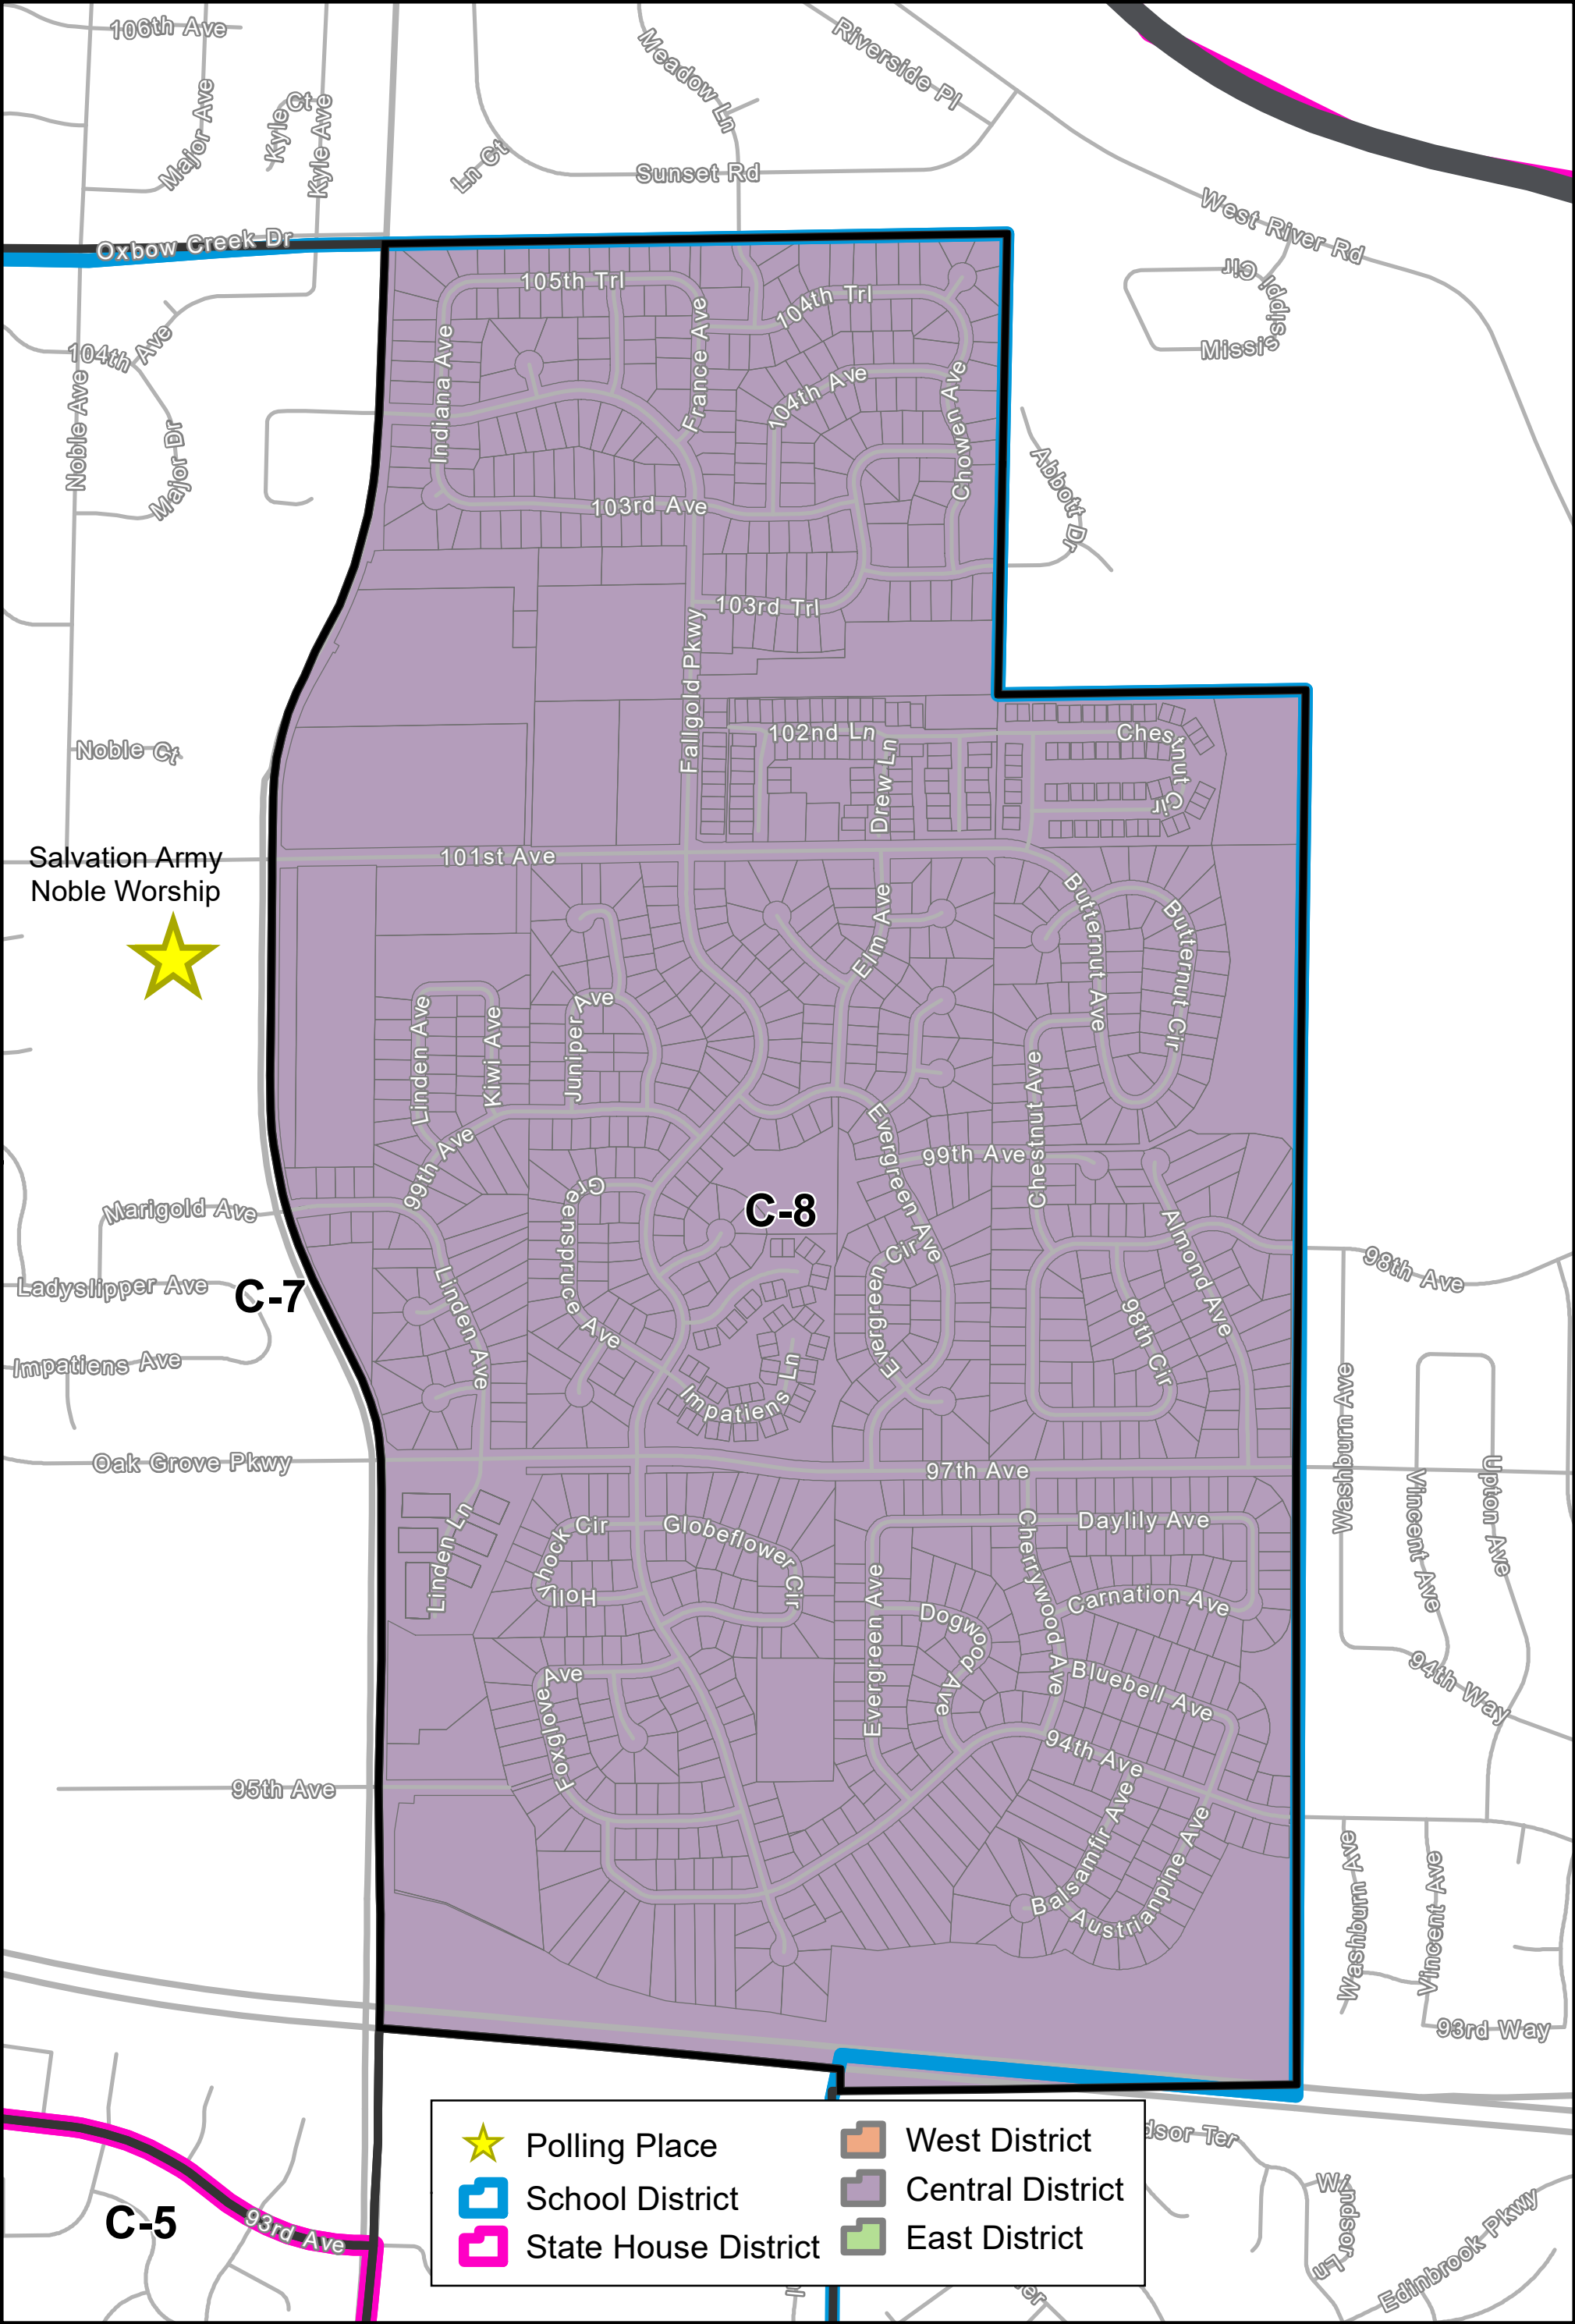 106th Ave
Major Ave
Kyle Ct
Kyle Ave
Meadow Ln
Riverside Pl
Ln Ct
Sunset Rd
West River Rd
Oxbow Creek Dr
Mississippi Cir
105th Trl
104th Trl
104th Ave
Noble Ave
Major Dr
Indiana Ave
France Ave
104th Ave
Chowen Ave
Abbott Dr
103rd Ave
103rd Trl
Fallgold Pkwy
Noble Ct
102nd Ln
Drew Ln
Chestnut Cir
Salvation Army
Noble Worship
101st Ave
Elm Ave
Butternut Ave
Butternut Cir
Linden Ave
Kiwi Ave
Juniper Ave
Chestnut Ave
99th Ave
Evergreen Ave
99th Ave
Marigold Ave
Greenspruce Ave
C-8
Evergreen Cir
Almond Ave
98th Ave
Ladyslipper Ave
C-7
Linden Ave
98th Cir
Impatiens Ave
Impatiens Ln
Washburn Ave
Vincent Ave
Upton Ave
Oak Grove Pkwy
97th Ave
Linden Ln
Hollyhock Cir
Globeflower Cir
Cherrywood Ave
Daylily Ave
Evergreen Ave
Dogwood Ave
Carnation Ave
Foxglove Ave
Bluebell Ave
94th Way
94th Ave
95th Ave
Balsamfir Ave
Austrianpine Ave
Washburn Ave
Vincent Ave
93rd Way
C-5
93rd Ave
Polling Place
School District
State House District
West District
Central District
East District
dsor Ter
Windsor Ln
Edinbrook Pkwy